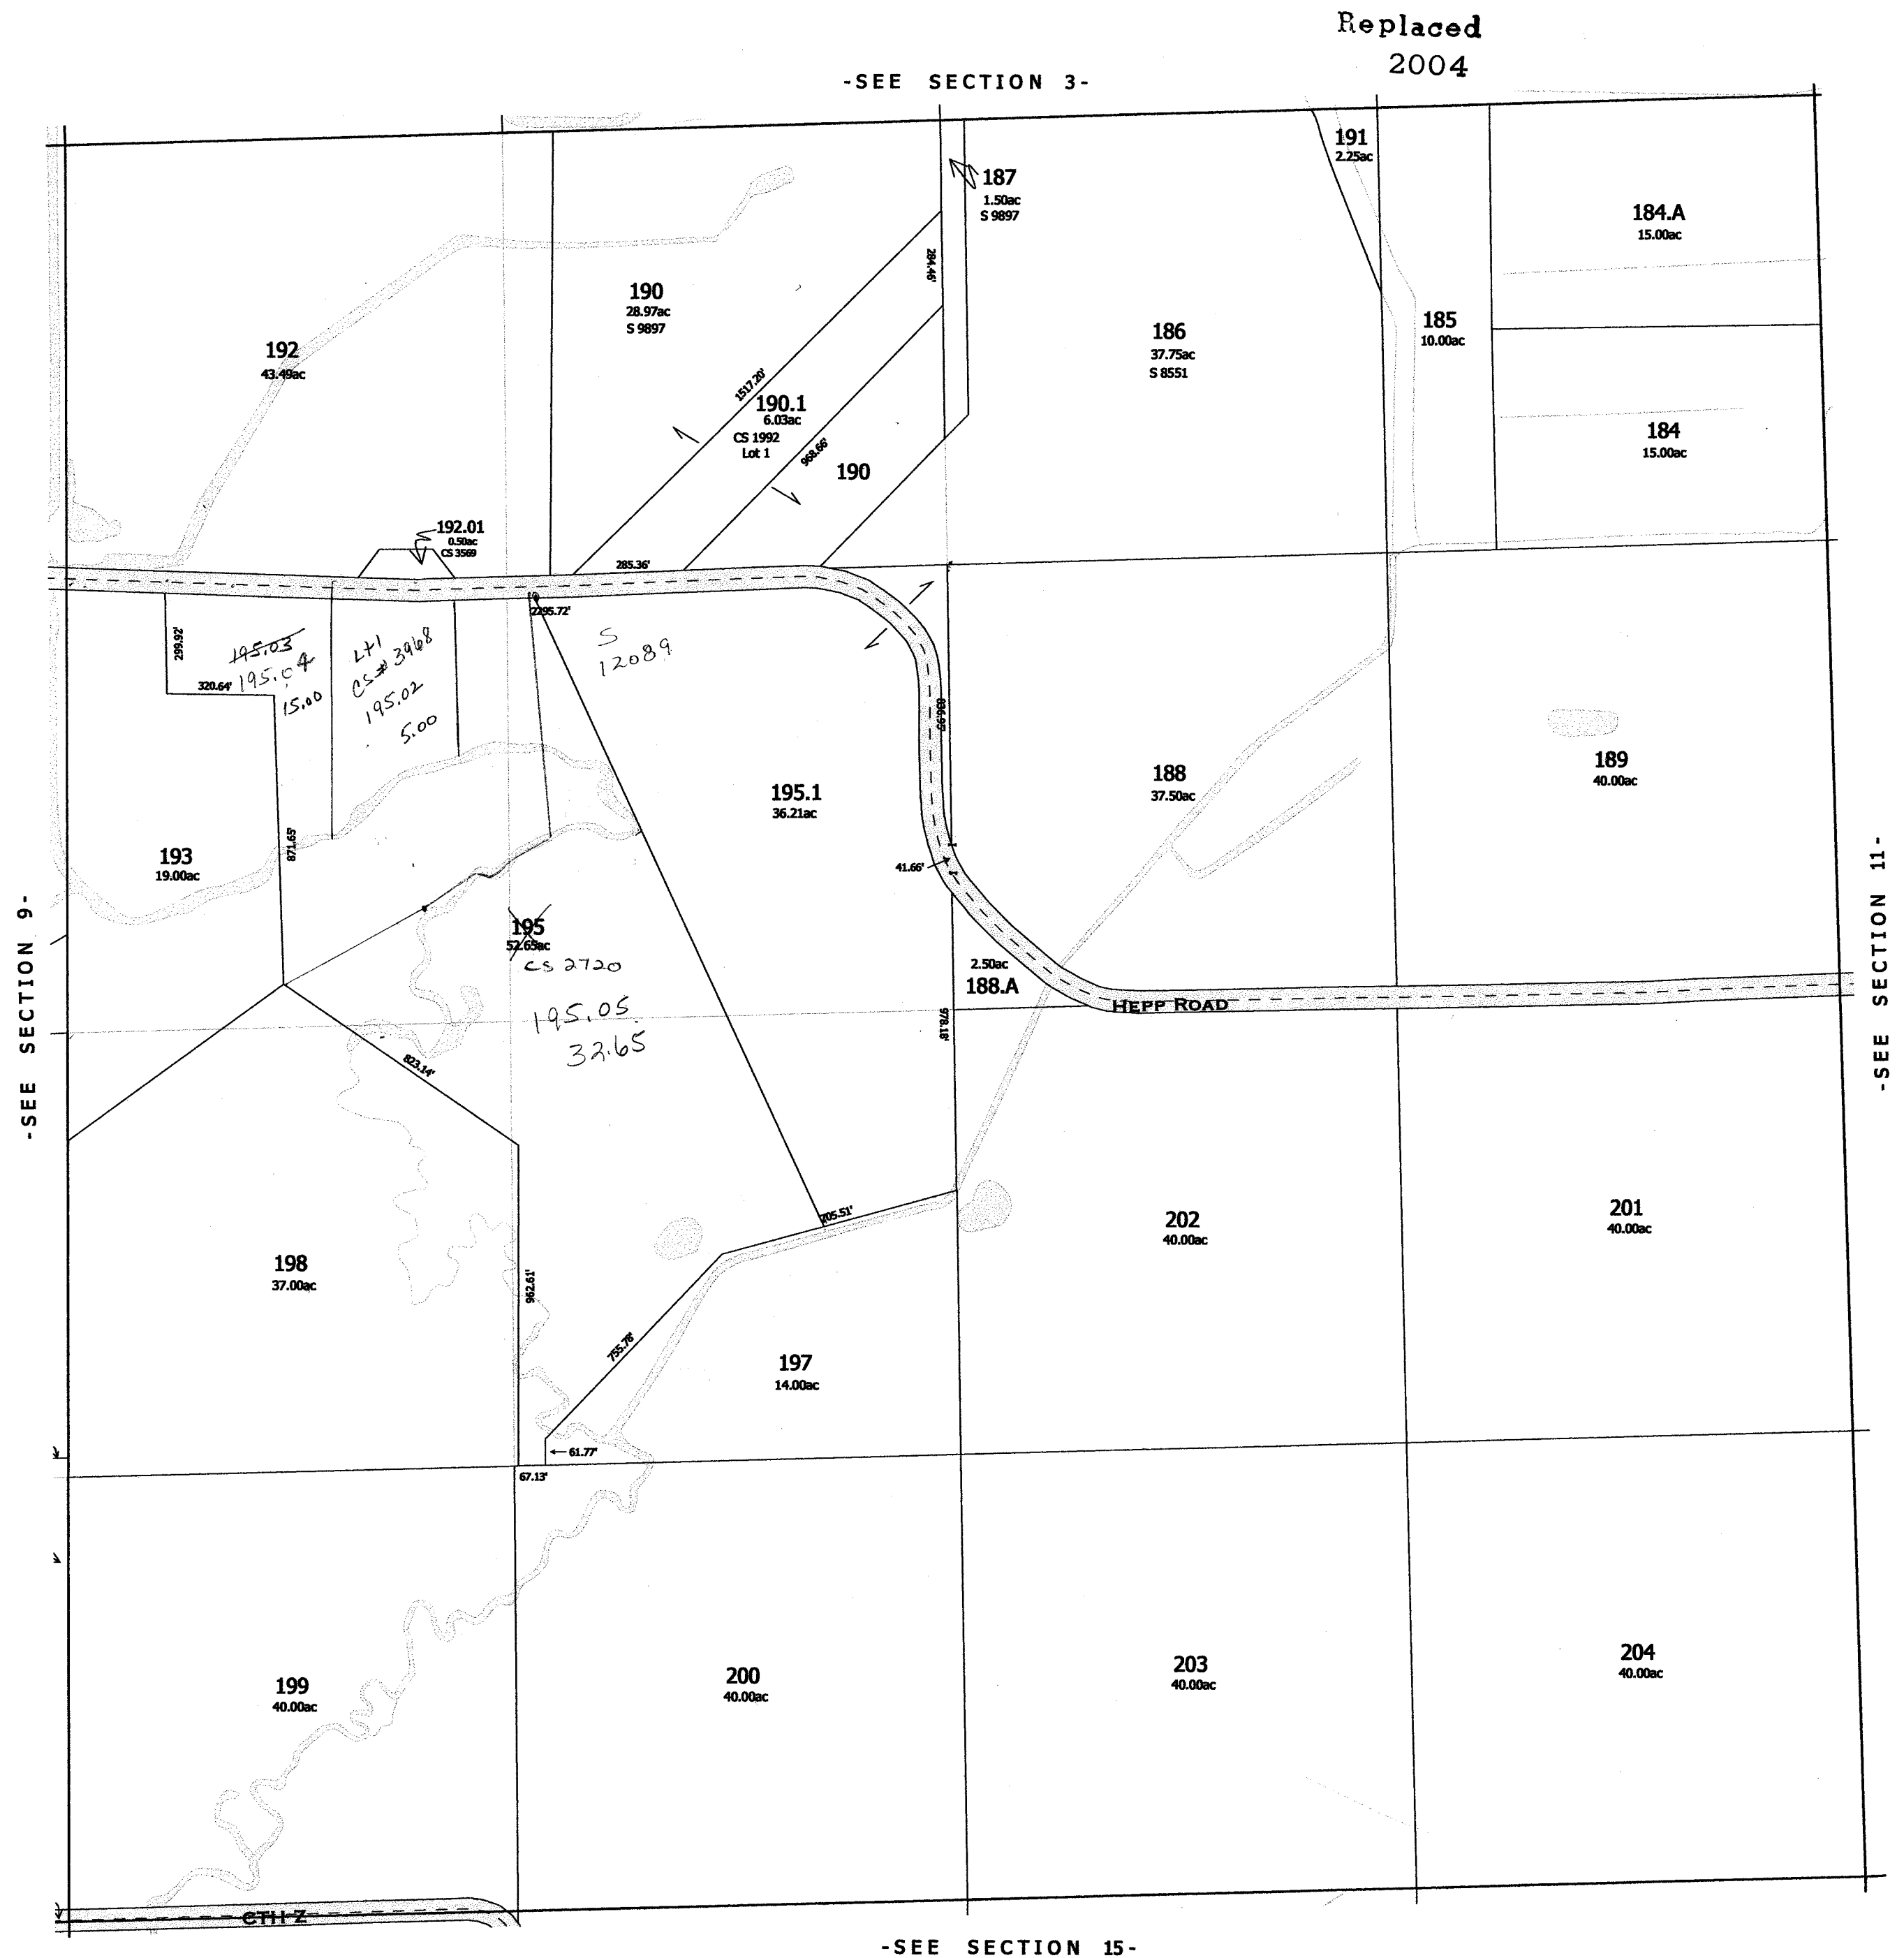 Replaced
2004
-SEE SECTION 3-
191
2.25ac
187
1.50ac
S 9897
184.A
15.00ac
284.46'
190
28.97ac
S 9897
186
37.75ac
S 8551
185
10.00ac
192
43.49ac
1517.20'
190.1
6.03ac
CS 1992
Lot 1
968.66'
190
184
15.00ac
192.01
0.50ac
CS 3569
285.36'
2295.72'
299.92'
195.03
195.04
15.00
320.64'
Lt 1
CS# 3968
195.02
5.00
S
12089
836.95'
195.1
36.21ac
188
37.50ac
189
40.00ac
193
19.00ac
871.65'
41.66'
-SEE SECTION 9-
-SEE SECTION 11-
195
52.65ac
CS 2720
195.05
32.65
2.50ac
188.A
HEPP ROAD
978.18'
823.14'
705.51'
202
40.00ac
201
40.00ac
198
37.00ac
962.61'
755.78'
197
14.00ac
61.77'
67.13'
199
40.00ac
200
40.00ac
203
40.00ac
204
40.00ac
CTH Z
-SEE SECTION 15-